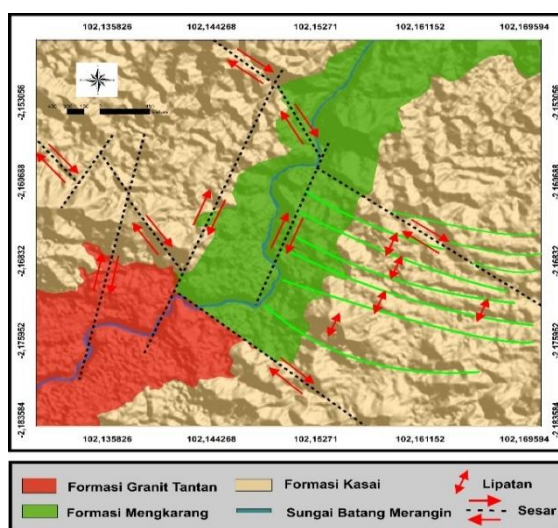 102,135826 102,144268 102,15271 102,161152 102,169594
-2,153056 -2,153056
-2,160688 -2,160688
-2,16832 -2,16832
-2,175952 -2,175952
-2,183584 -2,183584
102,135826 102,144268 102,15271 102,161152 102,169594
Formasi Granit Tantan Formasi Kasai Lipatan
Formasi Mengkarang Sungai Batang Merangin Sesar